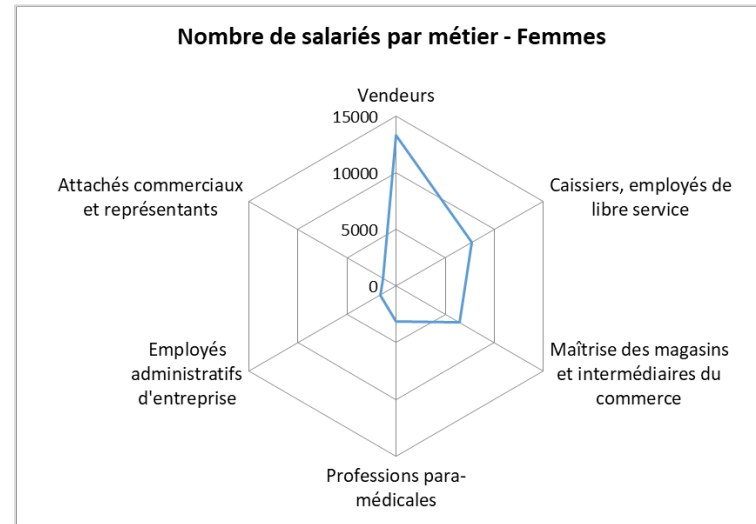 Nombre de salariés par métier - Femmes
Vendeurs
15000
10000
5000
0
Caissiers, employés de
libre service
Maîtrise des magasins
et intermédiaires du
commerce
Professions para-
médicales
Employés
administratifs
d'entreprise
Attachés commerciaux
et représentants